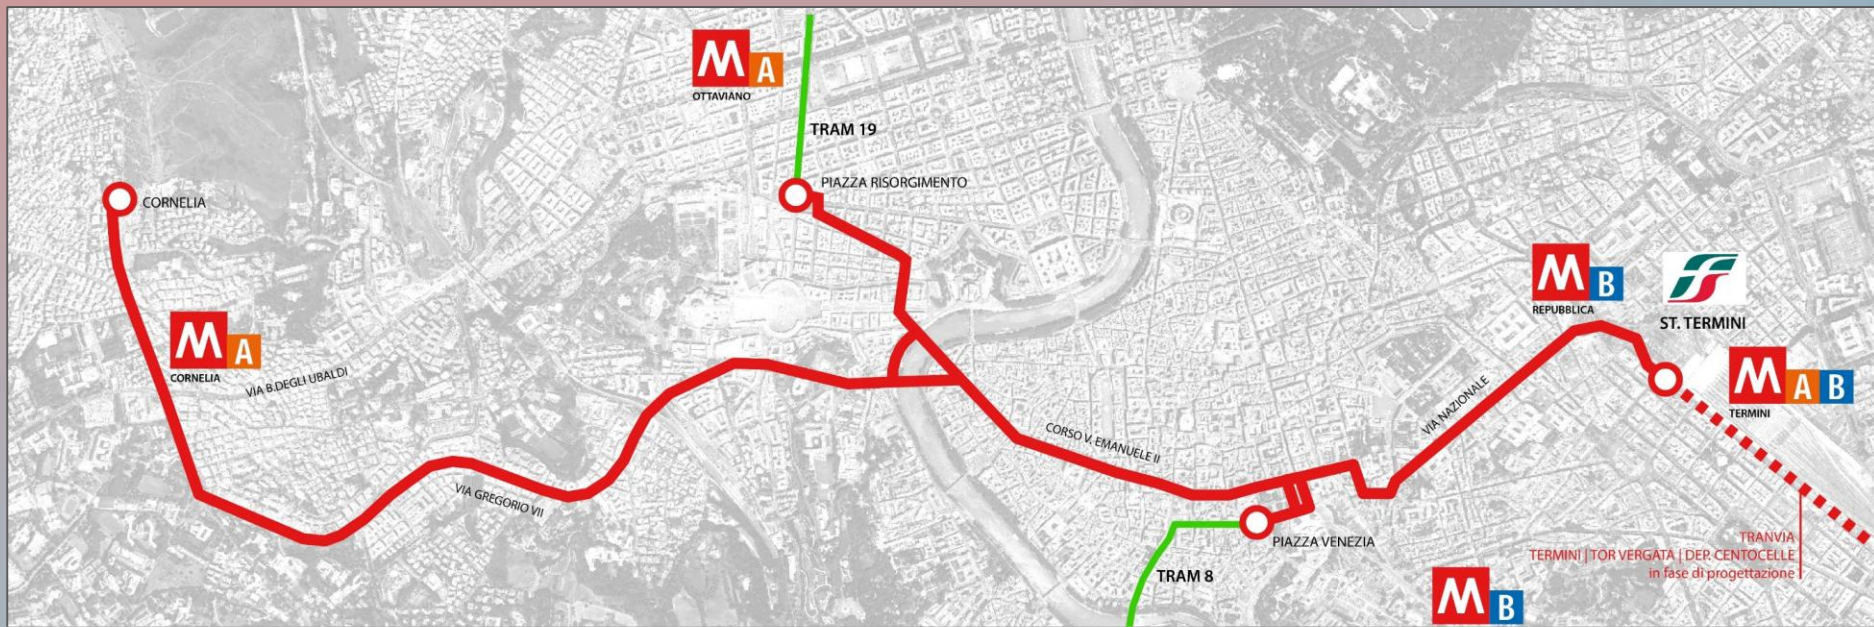 M A
OTTAVIANO
TRAM 19
PIAZZA RISORGIMENTO
CORNELIA
M A
CORNELIA
VIA B.DEGLI UBALDI
VIA GREGORIO VII
CORSO V. EMANUELE II
VIA NAZIONALE
M B
REPUBBLICA
ST. TERMINI
M A B
TERMINI
PIAZZA VENEZIA
TRAM 8
TRANVIA
TERMINI | TOR VERGATA | DEP. CENTOCELLE
in fase di progettazione
M B